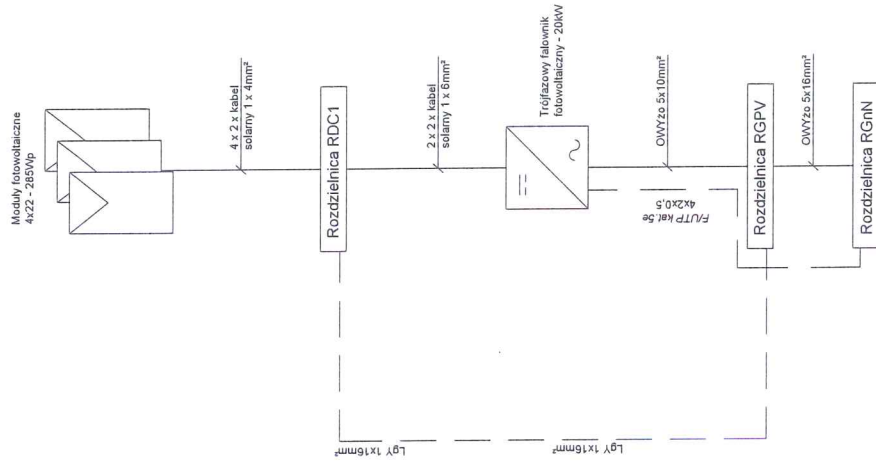 Moduły fotowoltaiczne
4x22 - 285Wp
4 x 2 x kabel
solarny 1 x 4mm²
Rozdzielnica RDC1
2 x 2 x kabel
solarny 1 x 6mm²
Trójfazowy falownik
fotowoltaiczny - 20kW
OWYżo 5x10mm²
F/UTP kat.5e
4x2x0,5
Rozdzielnica RGPV
OWYżo 5x16mm²
Rozdzielnica RGnN
LgY 1x16mm²
LgY 1x16mm²